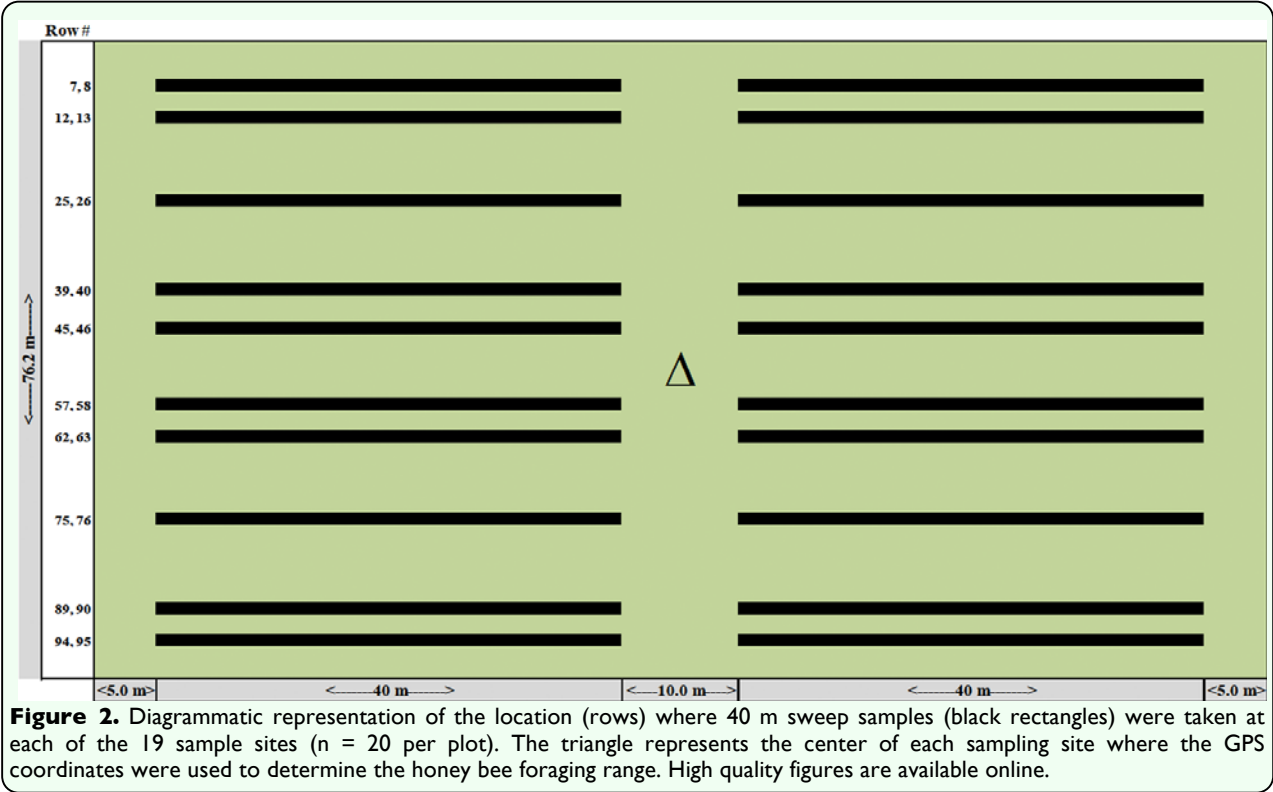 Row #
7, 8
12, 13
25, 26
39, 40
45, 46
57, 58
62, 63
75, 76
89, 90
94, 95
<------76.2 m------>
Δ
<5.0 m>
<-------40 m------->
<----10.0 m---->
<-------40 m------->
<5.0 m>
Figure 2. Diagrammatic representation of the location (rows) where 40 m sweep samples (black rectangles) were taken at
each of the 19 sample sites (n = 20 per plot). The triangle represents the center of each sampling site where the GPS
coordinates were used to determine the honey bee foraging range. High quality figures are available online.